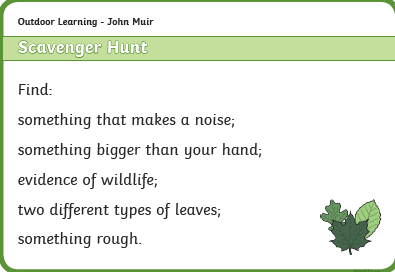 Outdoor Learning - John Muir
Scavenger Hunt
Find:
something that makes a noise;
something bigger than your hand;
evidence of wildlife;
two different types of leaves;
something rough.